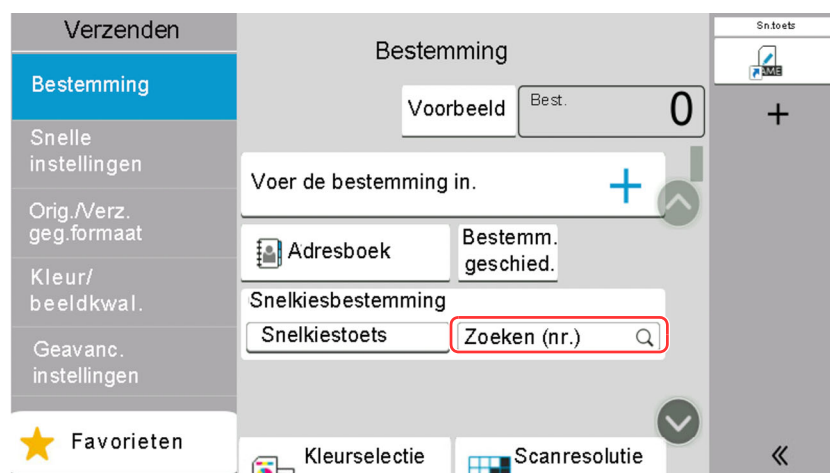 Verzenden
Bestemming
Snelle
instellingen
Orig./Verz.
geg.formaat
Kleur/
beeldkwal.
Geavanc.
instellingen
Favorieten
Bestemming
Voorbeeld
Best.
0
Voer de bestemming in.
Adresboek
Bestemm.
geschied.
Snelkiesbestemming
Snelkiestoets
Zoeken (nr.)
Kleurselectie
Scanresolutie
Sn.toets